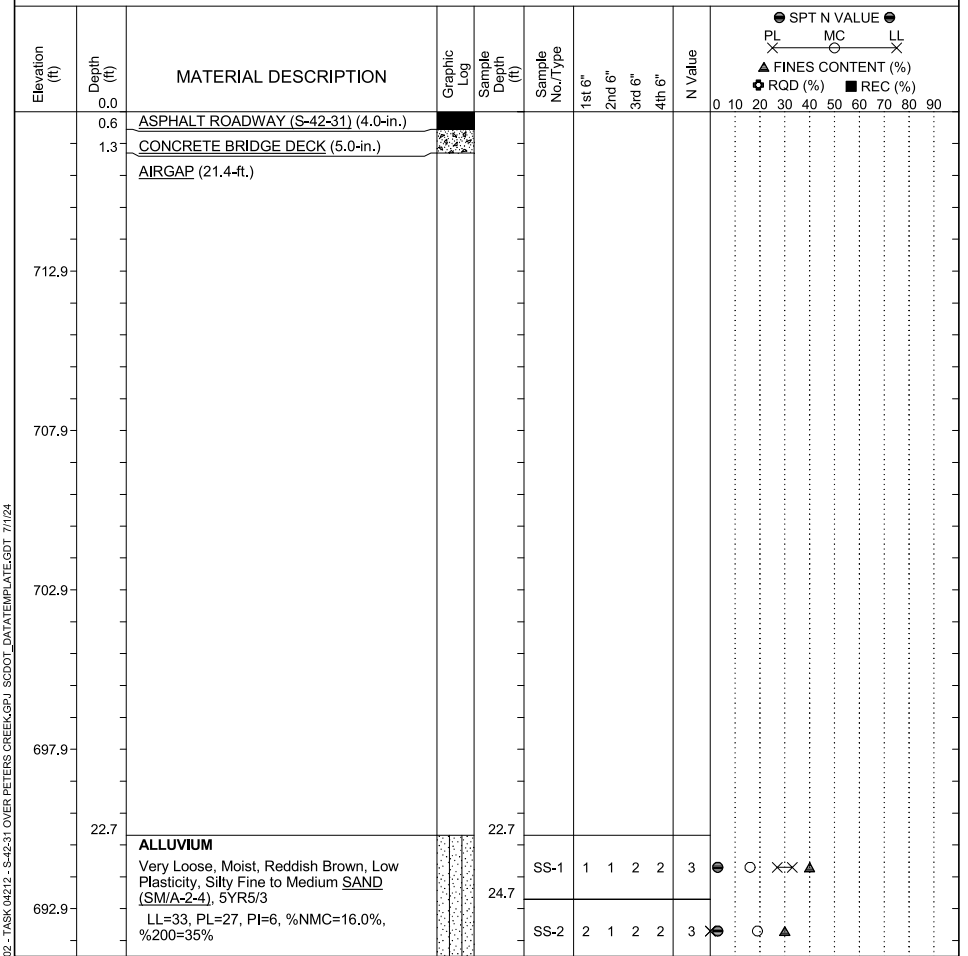 SPT N VALUE
PL MC LL
FINES CONTENT (%)
RQD (%) REC (%)
Elevation (ft)
Depth (ft)
0.0
MATERIAL DESCRIPTION
Graphic Log
Sample Depth (ft)
Sample No./Type
1st 6"
2nd 6"
3rd 6"
4th 6"
N Value
0 10 20 30 40 50 60 70 80 90
0.6 ASPHALT ROADWAY (S-42-31) (4.0-in.)
1.3 CONCRETE BRIDGE DECK (5.0-in.)
AIRGAP (21.4-ft.)
712.9
707.9
702.9
697.9
22.7 22.7
ALLUVIUM
Very Loose, Moist, Reddish Brown, Low
Plasticity, Silty Fine to Medium SAND
(SM/A-2-4), 5YR5/3
LL=33, PL=27, PI=6, %NMC=16.0%,
%200=35%
SS-1 1 1 2 2 3
24.7
692.9
SS-2 2 1 2 2 3
02 - TASK 04212 - S-42-31 OVER PETERS CREEK.GPJ SCDOT_DATATEMPLATE.GDT 7/1/24